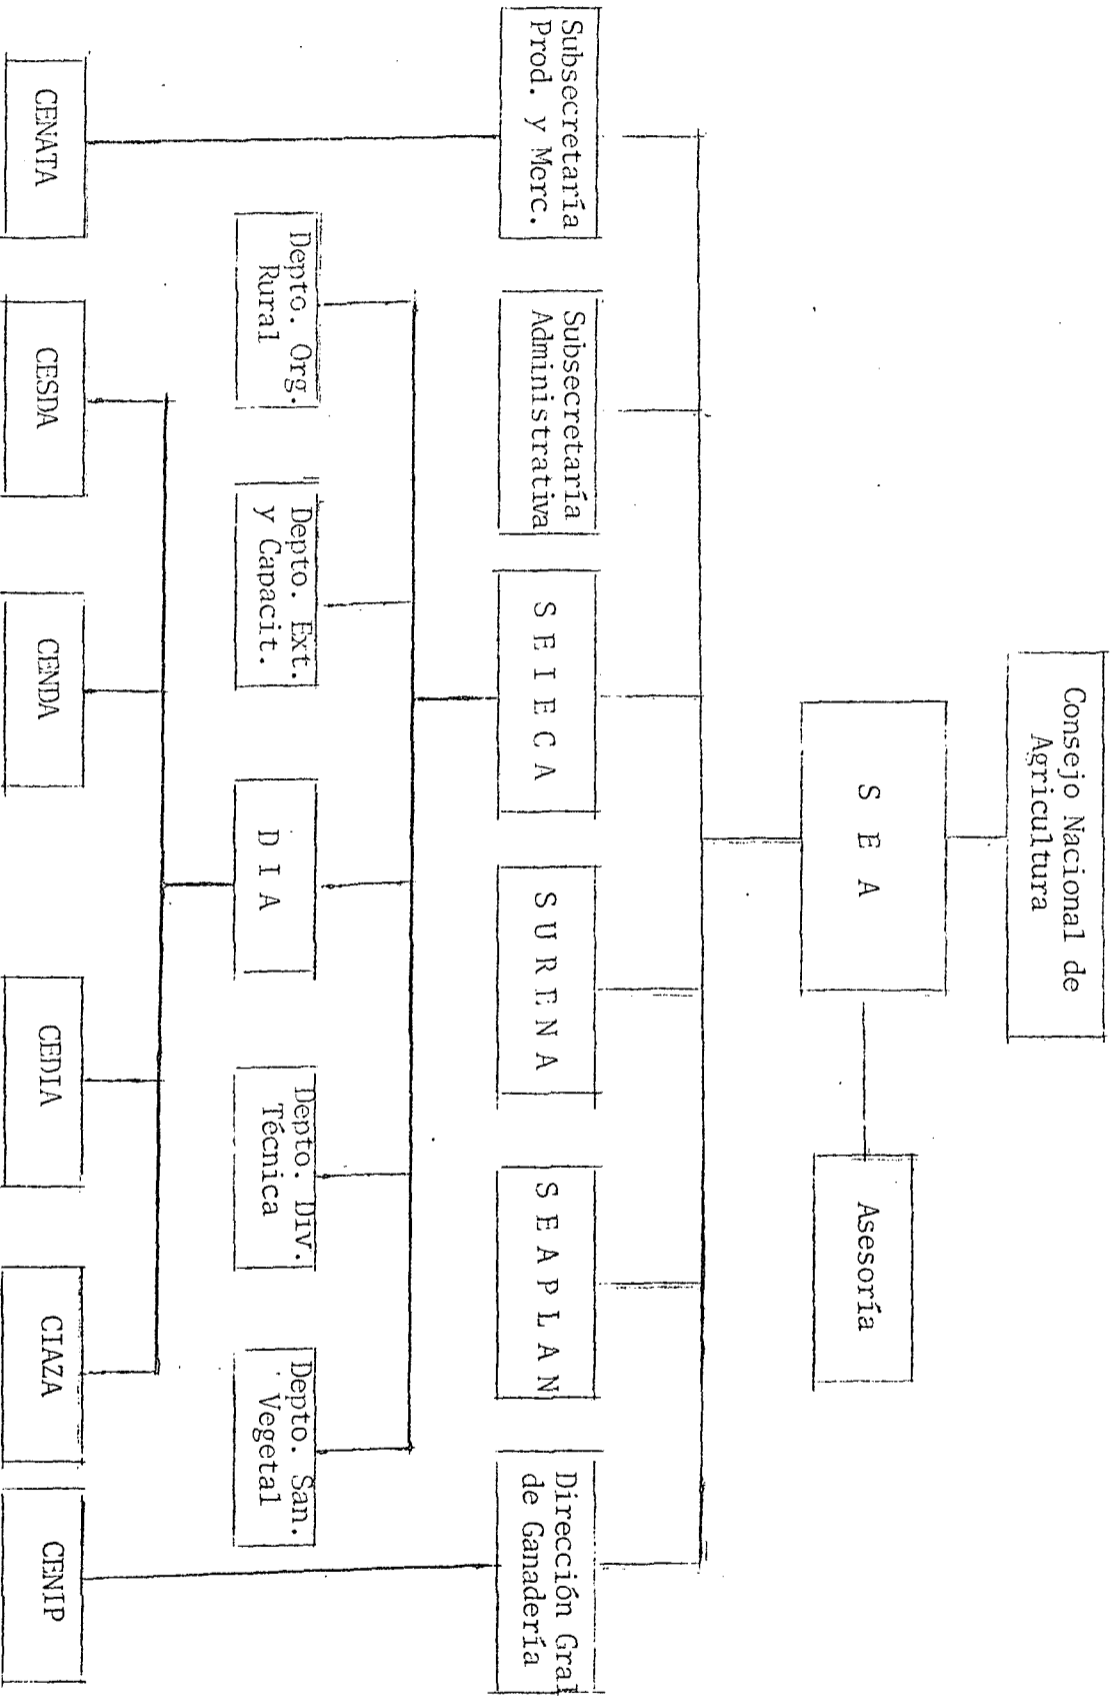 Consejo Nacional de
Agricultura
S E A
Asesoría
Subsecretaría
Prod. y Merc.
Subsecretaría
Administrativa
S E I E C A
S U R E N A
S E A P L A N
Dirección Gral
de Ganadería
Depto. Org.
Rural
Depto. Ext.
y Capacit.
D I A
Depto. Div.
Técnica
Depto. San.
Vegetal
CENATA
CESDA
CENDA
CEDIA
CIAZA
CENIP